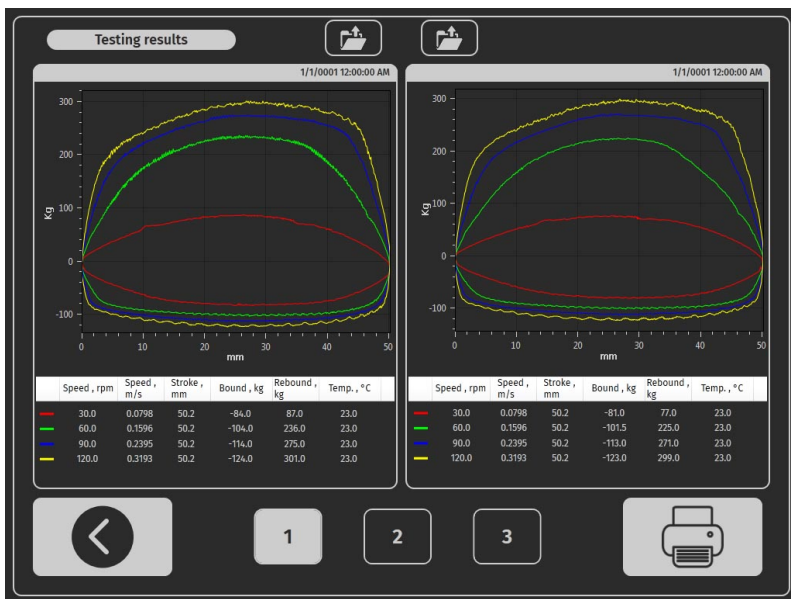 Testing results
1/1/0001 12:00:00 AM
300
200
100
0
-100
Kg
0 10 20 30 40 50
mm
Speed , rpm Speed , m/s Stroke , mm Bound , kg Rebound , kg Temp. , °C
30.0 0.0798 50.2 -84.0 87.0 23.0
60.0 0.1596 50.2 -104.0 236.0 23.0
90.0 0.2395 50.2 -114.0 275.0 23.0
120.0 0.3193 50.2 -124.0 301.0 23.0
1/1/0001 12:00:00 AM
300
200
100
0
-100
Kg
0 10 20 30 40 50
mm
Speed , rpm Speed , m/s Stroke , mm Bound , kg Rebound , kg Temp. , °C
30.0 0.0798 50.2 -81.0 77.0 23.0
60.0 0.1596 50.2 -101.5 225.0 23.0
90.0 0.2395 50.2 -113.0 271.0 23.0
120.0 0.3193 50.2 -123.0 299.0 23.0
1
2
3